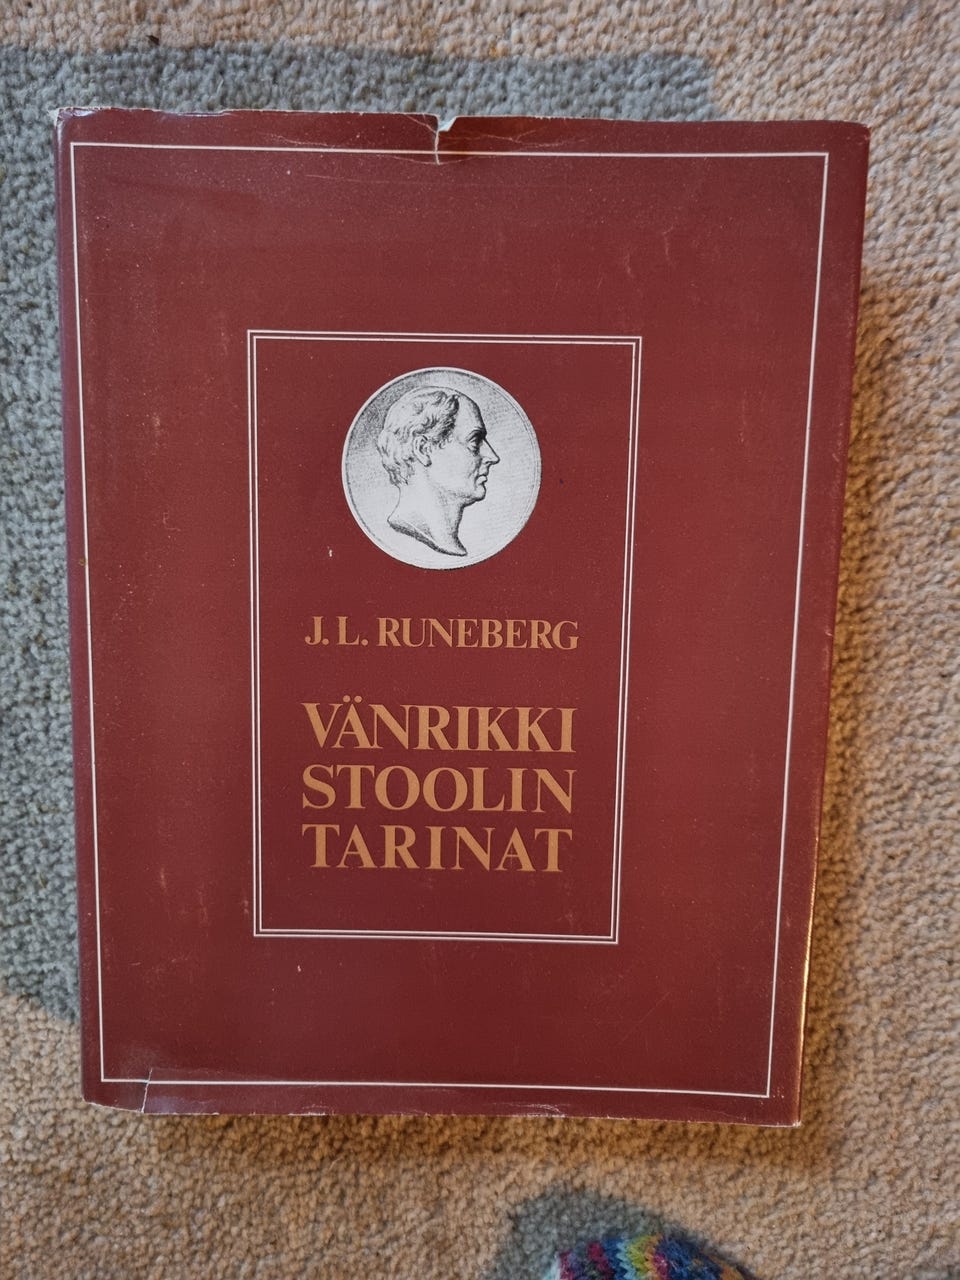 J. L. RUNEBERG
VÄNRIKKI
STOOLIN
TARINAT